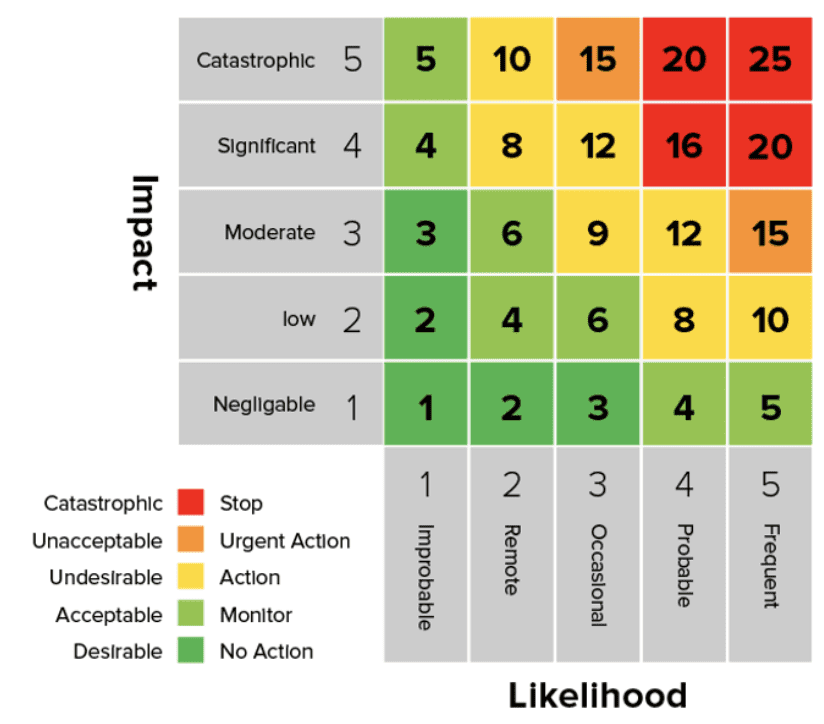 Impact
Catastrophic 5 5 10 15 20 25
Significant 4 4 8 12 16 20
Moderate 3 3 6 9 12 15
low 2 2 4 6 8 10
Negligable 1 1 2 3 4 5
1 2 3 4 5
Improbable Remote Occasional Probable Frequent
Likelihood
Catastrophic Stop
Unacceptable Urgent Action
Undesirable Action
Acceptable Monitor
Desirable No Action